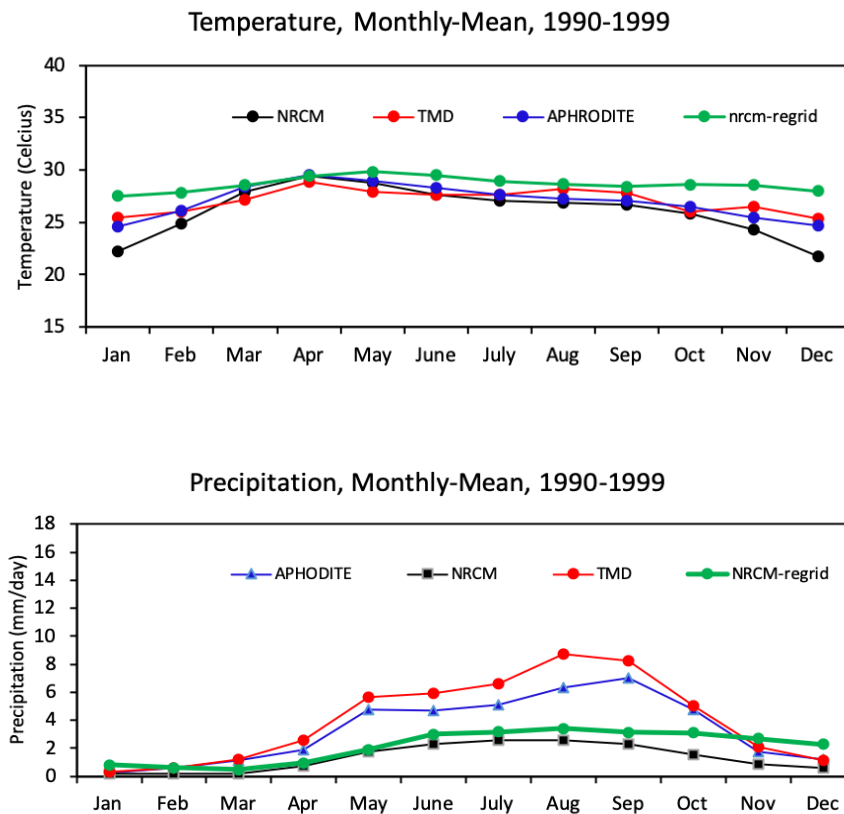 Temperature, Monthly-Mean, 1990-1999
Temperature (Celcius)
40
35
30
25
20
15
NRCM TMD APHRODITE nrcm-regrid
Jan Feb Mar Apr May June July Aug Sep Oct Nov Dec
Precipitation, Monthly-Mean, 1990-1999
Precipitation (mm/day)
18
16
14
12
10
8
6
4
2
0
APHODITE NRCM TMD NRCM-regrid
Jan Feb Mar Apr May June July Aug Sep Oct Nov Dec